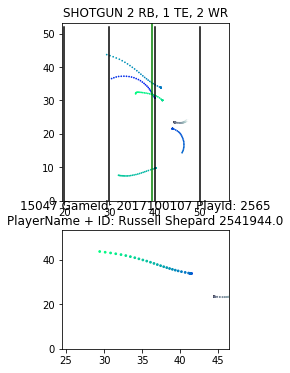 SHOTGUN 2 RB, 1 TE, 2 WR
50
40
30
20
10
0
20 30 40 50
15047 GameId: 2017100107 PlayId: 2565
PlayerName + ID: Russell Shepard 2541944.0
40
20
0
25 30 35 40 45